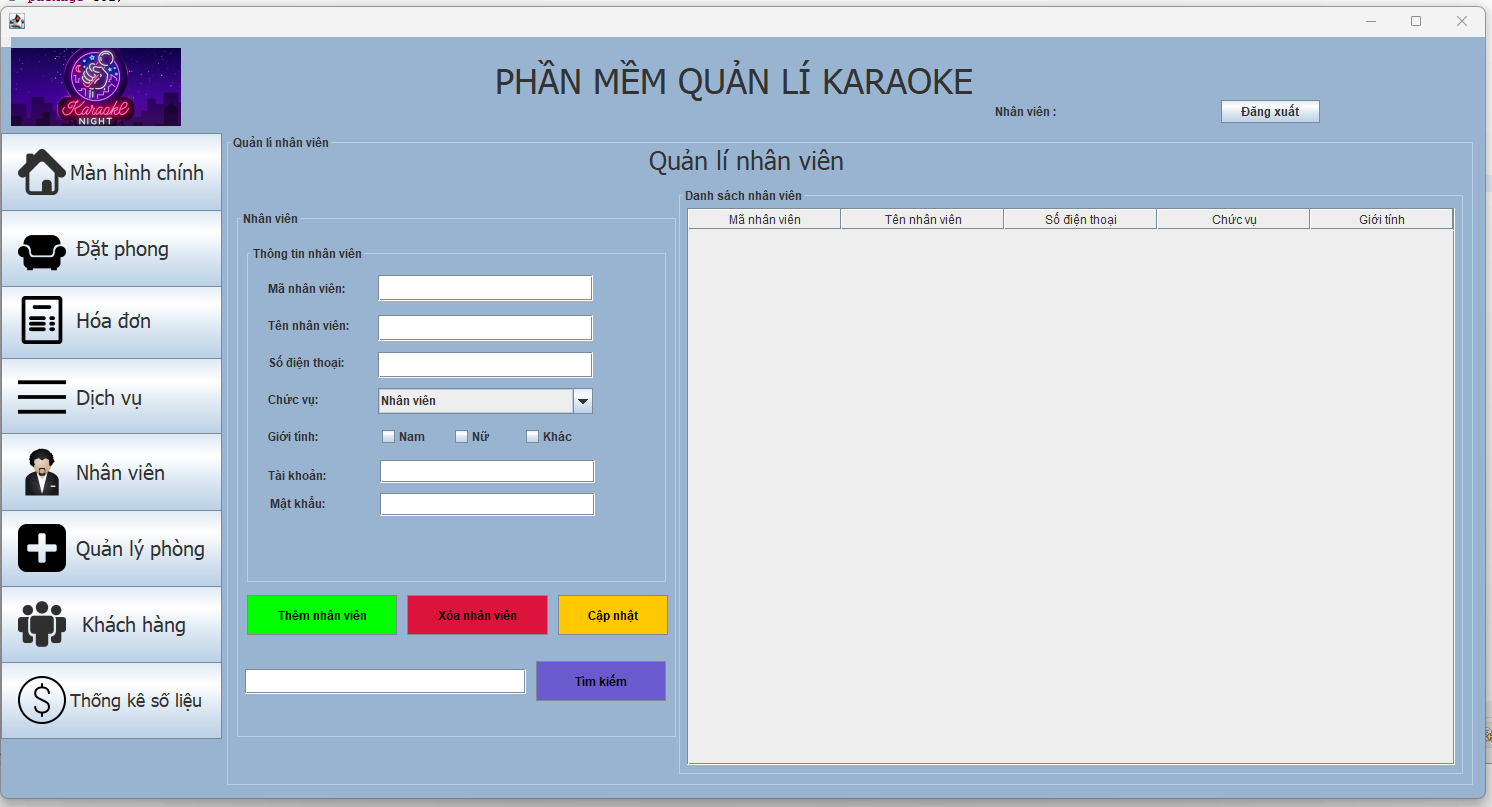 package
Karaoke
NIGHT
PHẦN MỀM QUẢN LÍ KARAOKE
Nhân viên :
Đăng xuất
Màn hình chính
Đặt phong
Hóa đơn
Dịch vụ
Nhân viên
Quản lý phòng
Khách hàng
Thống kê số liệu
Quản lí nhân viên
Quản lí nhân viên
Nhân viên
Thông tin nhân viên
Mã nhân viên:
Tên nhân viên:
Số điện thoại:
Chức vụ: Nhân viên
Giới tính: Nam Nữ Khác
Tài khoản:
Mật khẩu:
Thêm nhân viên Xóa nhân viên Cập nhật
Tìm kiếm
Danh sách nhân viên
Mã nhân viên Tên nhân viên Số điện thoại Chức vụ Giới tính